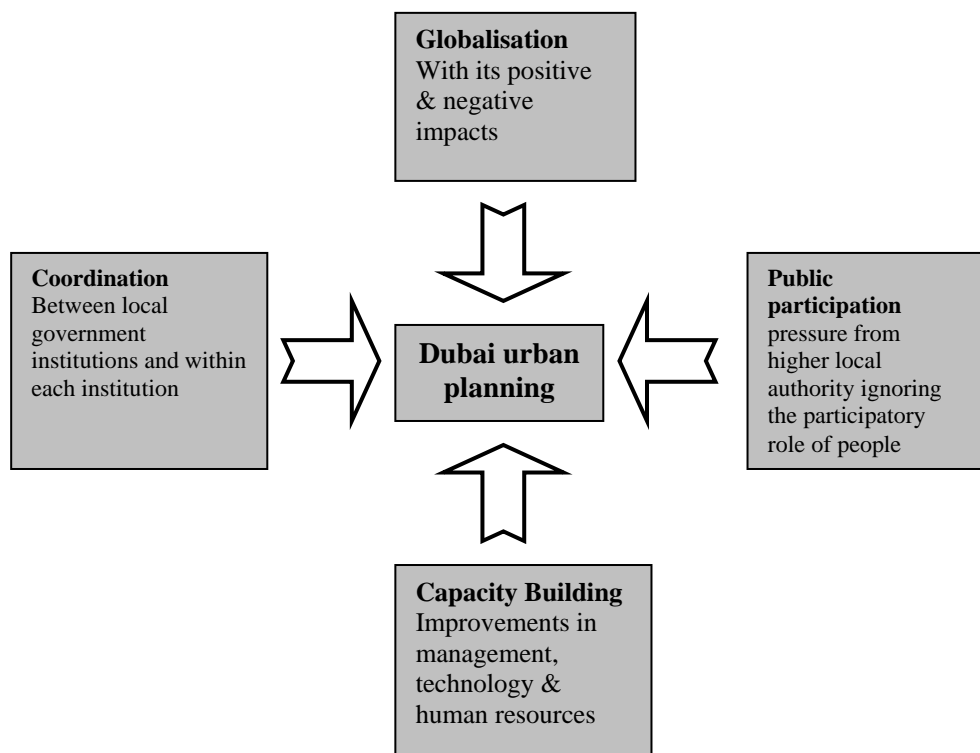 Globalisation
With its positive
& negative
impacts
Coordination
Between local
government
institutions and within
each institution
Dubai urban
planning
Public
participation
pressure from
higher local
authority ignoring
the participatory
role of people
Capacity Building
Improvements in
management,
technology &
human resources